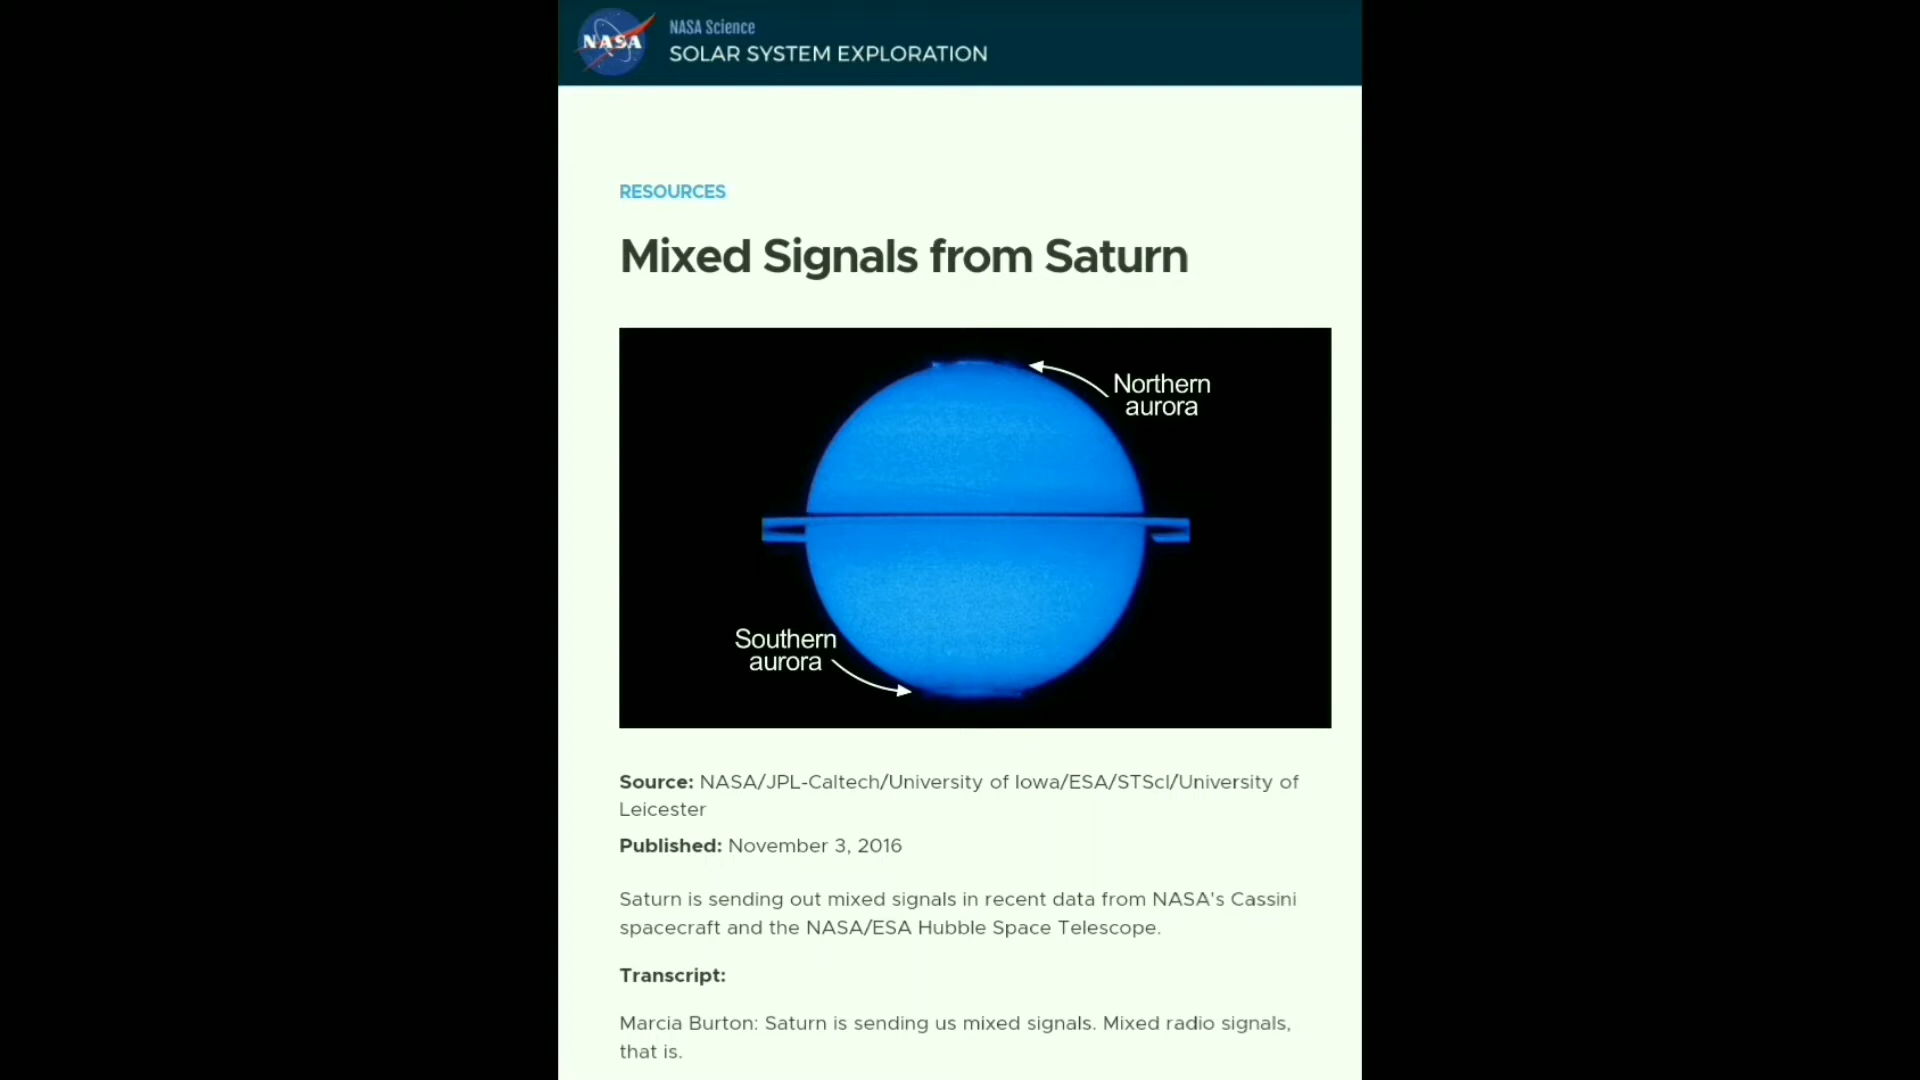 NASA
NASA Science
SOLAR SYSTEM EXPLORATION
RESOURCES
Mixed Signals from Saturn
Northern
aurora
Southern
aurora
Source: NASA/JPL-Caltech/University of Iowa/ESA/STScI/University of
Leicester
Published: November 3, 2016
Saturn is sending out mixed signals in recent data from NASA's Cassini
spacecraft and the NASA/ESA Hubble Space Telescope.
Transcript:
Marcia Burton: Saturn is sending us mixed signals. Mixed radio signals,
that is.